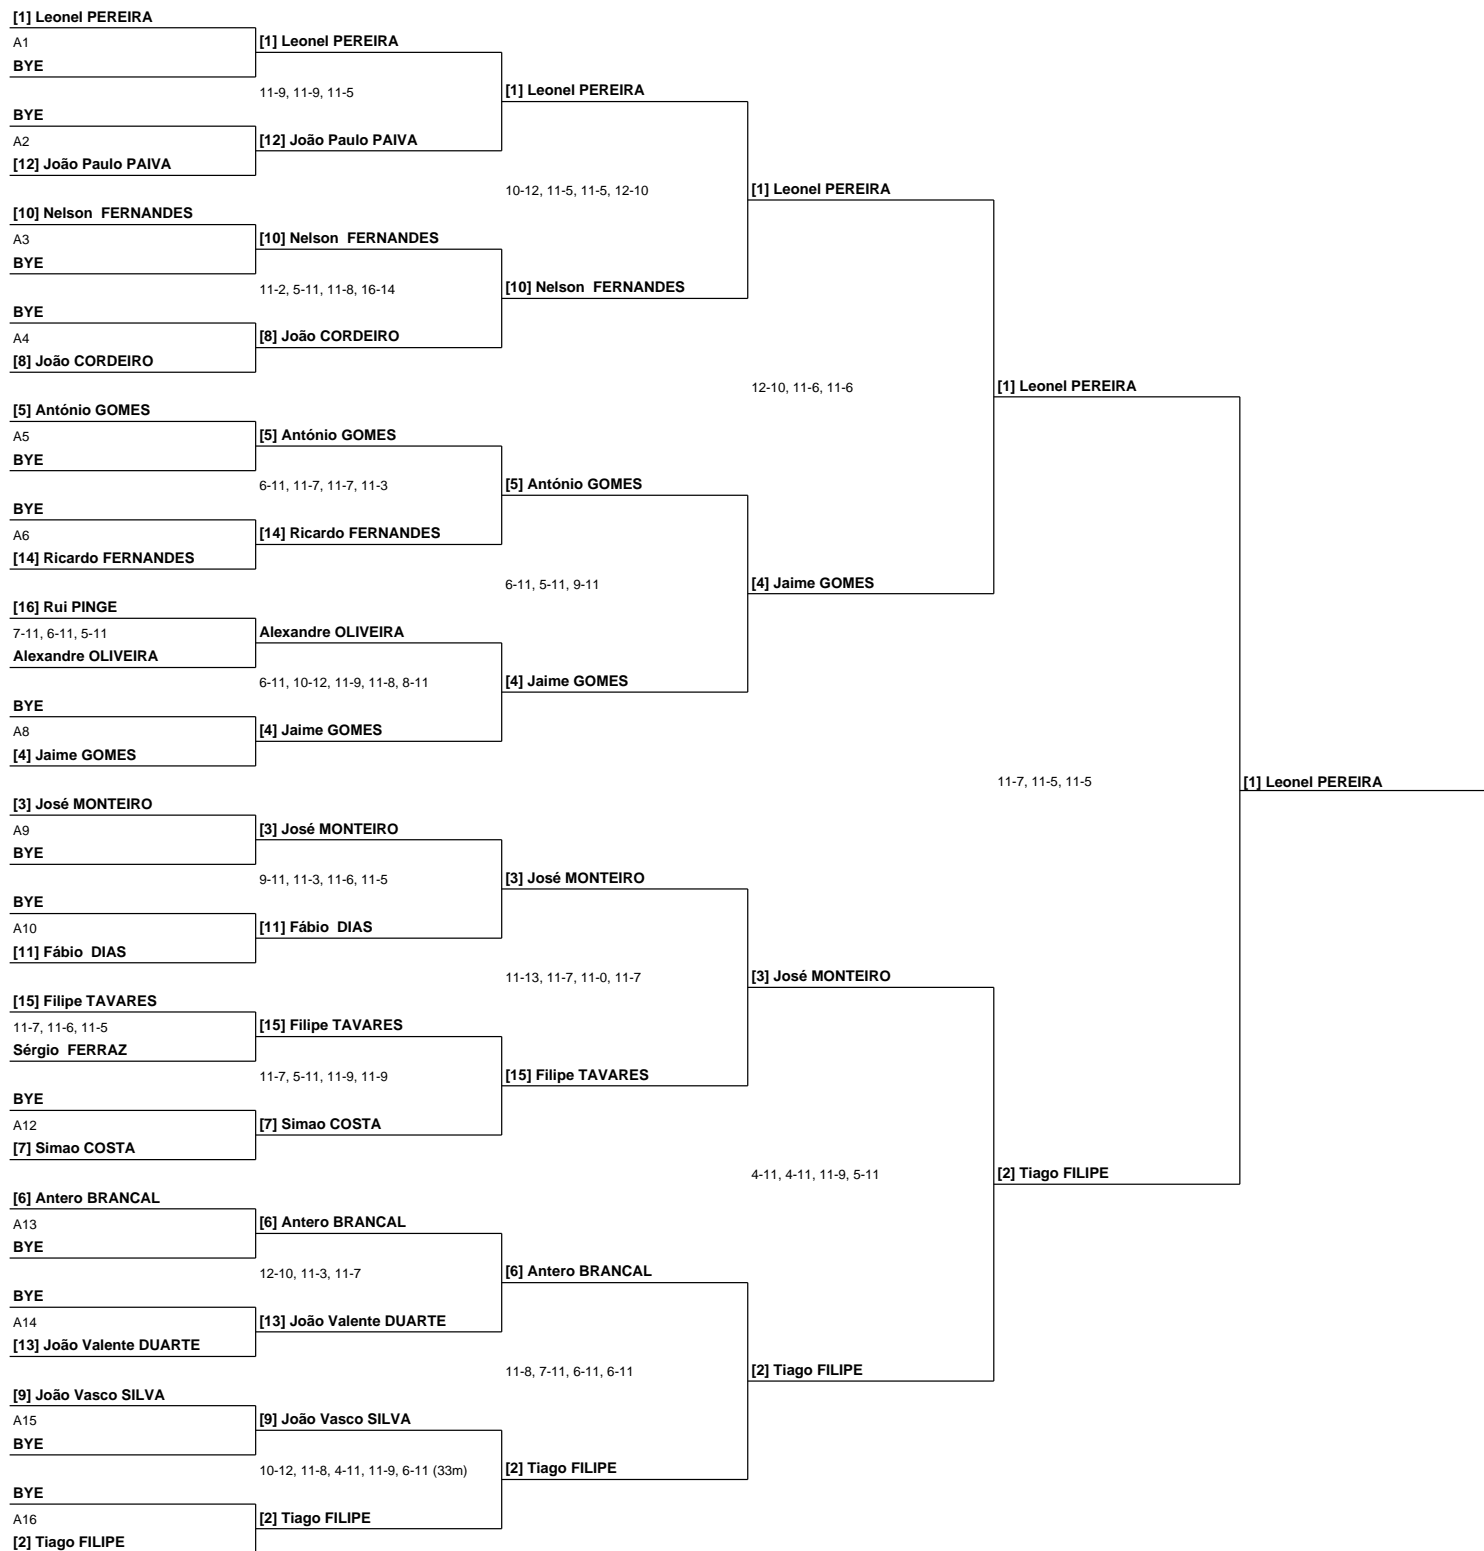 [1] Leonel PEREIRA
A1
BYE
[1] Leonel PEREIRA
11-9, 11-9, 11-5
BYE
A2
[12] João Paulo PAIVA
[12] João Paulo PAIVA
[1] Leonel PEREIRA
10-12, 11-5, 11-5, 12-10
[10] Nelson  FERNANDES
A3
BYE
[10] Nelson  FERNANDES
11-2, 5-11, 11-8, 16-14
BYE
A4
[8] João CORDEIRO
[8] João CORDEIRO
[10] Nelson  FERNANDES
[1] Leonel PEREIRA
12-10, 11-6, 11-6
[5] António GOMES
A5
BYE
[5] António GOMES
6-11, 11-7, 11-7, 11-3
BYE
A6
[14] Ricardo FERNANDES
[14] Ricardo FERNANDES
[5] António GOMES
6-11, 5-11, 9-11
[16] Rui PINGE
7-11, 6-11, 5-11
Alexandre OLIVEIRA
Alexandre OLIVEIRA
6-11, 10-12, 11-9, 11-8, 8-11
BYE
A8
[4] Jaime GOMES
[4] Jaime GOMES
[4] Jaime GOMES
[4] Jaime GOMES
[1] Leonel PEREIRA
11-7, 11-5, 11-5
[1] Leonel PEREIRA
[3] José MONTEIRO
A9
BYE
[3] José MONTEIRO
9-11, 11-3, 11-6, 11-5
BYE
A10
[11] Fábio  DIAS
[11] Fábio  DIAS
[3] José MONTEIRO
11-13, 11-7, 11-0, 11-7
[15] Filipe TAVARES
11-7, 11-6, 11-5
Sérgio  FERRAZ
[15] Filipe TAVARES
11-7, 5-11, 11-9, 11-9
BYE
A12
[7] Simao COSTA
[7] Simao COSTA
[15] Filipe TAVARES
[3] José MONTEIRO
4-11, 4-11, 11-9, 5-11
[2] Tiago FILIPE
[6] Antero BRANCAL
A13
BYE
[6] Antero BRANCAL
12-10, 11-3, 11-7
BYE
A14
[13] João Valente DUARTE
[13] João Valente DUARTE
[6] Antero BRANCAL
11-8, 7-11, 6-11, 6-11
[2] Tiago FILIPE
[9] João Vasco SILVA
A15
BYE
[9] João Vasco SILVA
10-12, 11-8, 4-11, 11-9, 6-11 (33m)
[2] Tiago FILIPE
BYE
A16
[2] Tiago FILIPE
[2] Tiago FILIPE